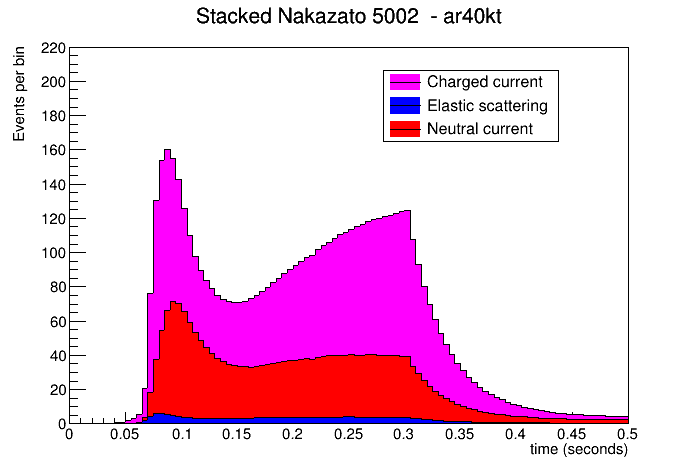 Stacked Nakazato 5002 - ar40kt
Events per bin
220
200
180
160
140
120
100
80
60
40
20
0
Charged current
Elastic scattering
Neutral current
0 0.05 0.1 0.15 0.2 0.25 0.3 0.35 0.4 0.45 0.5
time (seconds)